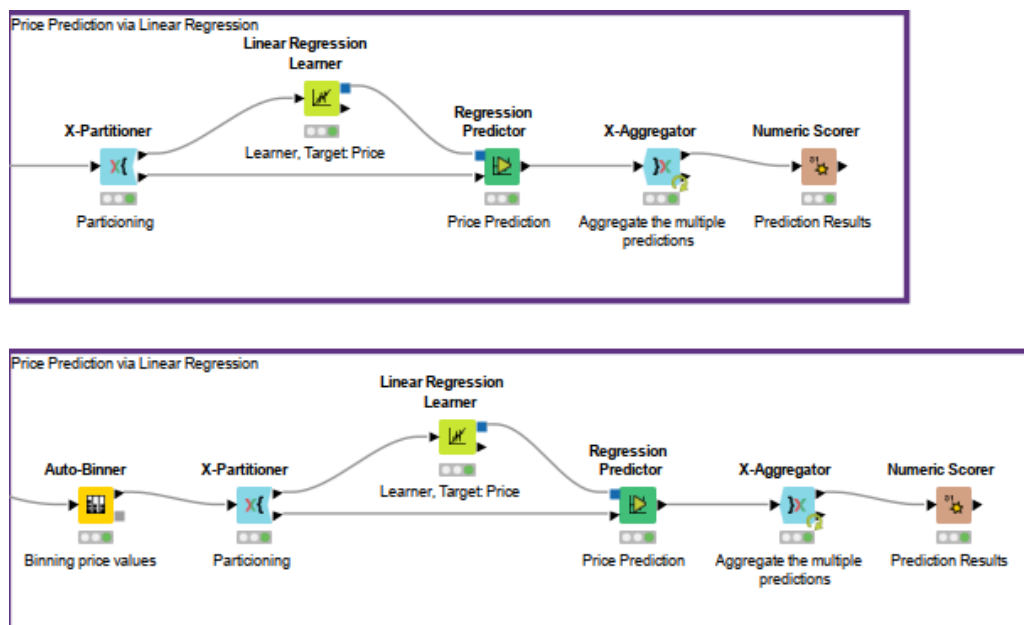 Price Prediction via Linear Regression
Linear Regression
Learner
Regression
Predictor
X-Partitioner
X-Aggregator
Numeric Scorer
Learner, Target: Price
Particioning
Price Prediction
Aggregate the multiple
predictions
Prediction Results
Price Prediction via Linear Regression
Linear Regression
Learner
Regression
Predictor
Auto-Binner
X-Partitioner
X-Aggregator
Numeric Scorer
Learner, Target: Price
Binning price values
Particioning
Price Prediction
Aggregate the multiple
predictions
Prediction Results